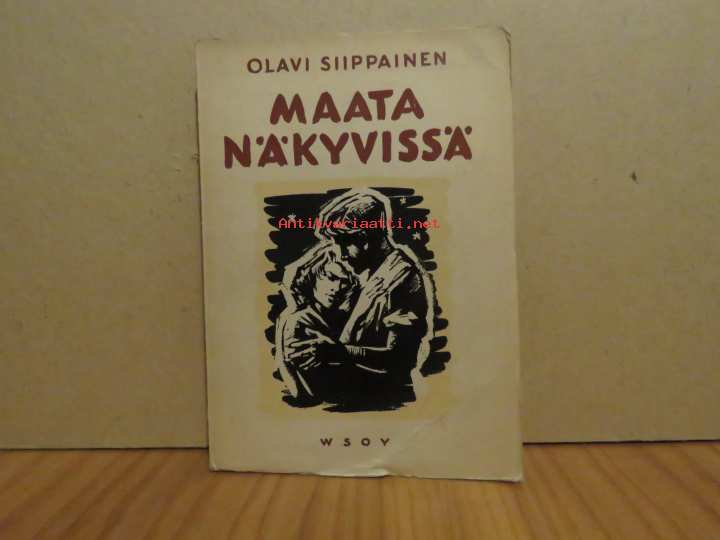 OLAVI SIIPPAINEN
MAATA
NÄKYVISSÄ
Antikvariaatti.net
WSOY